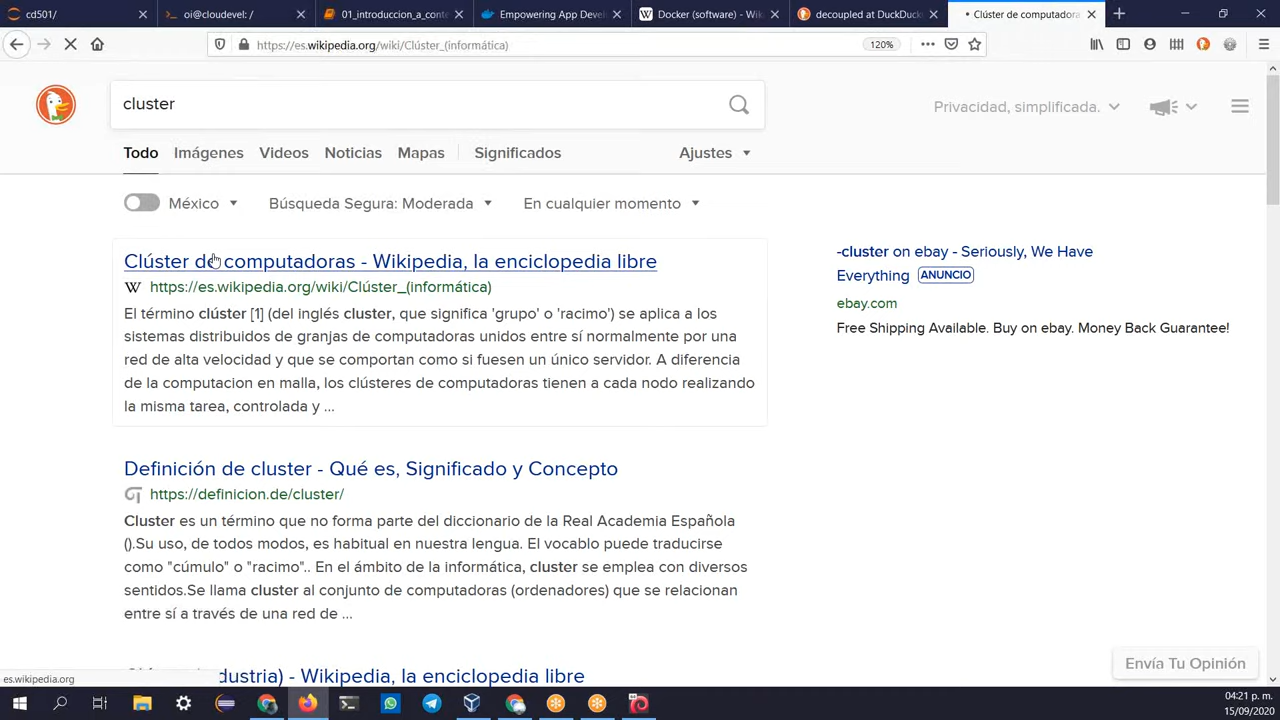 cd501/
oi@cloudevel: /
01_introduccion_a_conte
Empowering App Deve
Docker (software) - Wiki
decoupled at DuckDuck
Clúster de computadora
https://es.wikipedia.org/wiki/Clúster_(informática)
120%
cluster
Privacidad, simplificada.
Todo
Imágenes
Videos
Noticias
Mapas
Significados
Ajustes
México
Búsqueda Segura: Moderada
En cualquier momento
Clúster de computadoras - Wikipedia, la enciclopedia libre
W https://es.wikipedia.org/wiki/Clúster_(informática)
El término clúster [1] (del inglés cluster, que significa 'grupo' o 'racimo') se aplica a los
sistemas distribuidos de granjas de computadoras unidos entre sí normalmente por una
red de alta velocidad y que se comportan como si fuesen un único servidor. A diferencia
de la computacion en malla, los clústeres de computadoras tienen a cada nodo realizando
la misma tarea, controlada y ...
-cluster on ebay - Seriously, We Have
Everything ANUNCIO
ebay.com
Free Shipping Available. Buy on ebay. Money Back Guarantee!
Definición de cluster - Qué es, Significado y Concepto
https://definicion.de/cluster/
Cluster es un término que no forma parte del diccionario de la Real Academia Española
().Su uso, de todos modos, es habitual en nuestra lengua. El vocablo puede traducirse
como "cúmulo" o "racimo".. En el ámbito de la informática, cluster se emplea con diversos
sentidos.Se llama cluster al conjunto de computadoras (ordenadores) que se relacionan
entre sí a través de una red de ...
dustria) - Wikipedia, la enciclopedia libre
Envía Tu Opinión
es.wikipedia.org
04:21 p. m.
15/09/2020